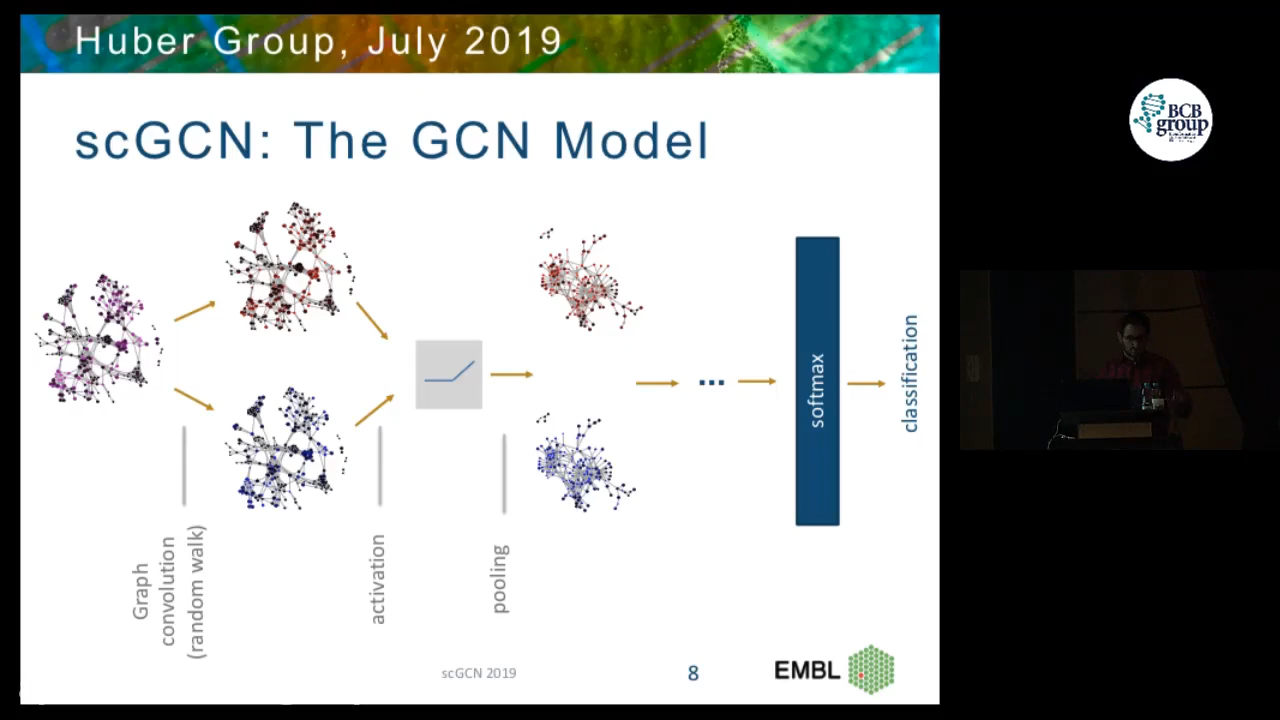 Huber Group, July 2019
scGCN: The GCN Model
Graph
convolution
(random walk)
activation
pooling
...
softmax
classification
scGCN 2019
8
EMBL
BCB
group